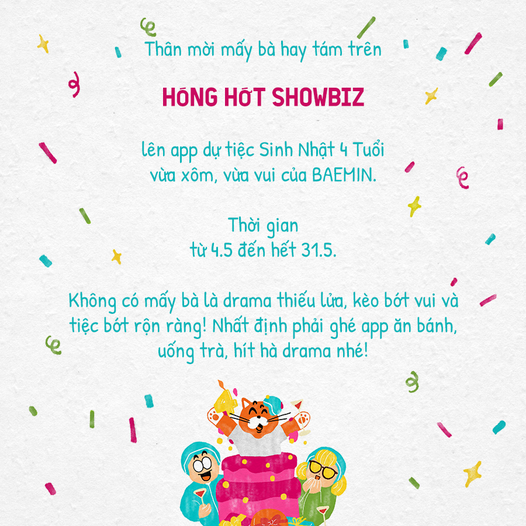 Thân mời mấy bà hay tám trên
HÓNG HỚT SHOWBIZ
lên app dự tiệc Sinh Nhật 4 Tuổi
vừa xôm, vừa vui của BAEMIN.
Thời gian
từ 4.5 đến hết 31.5.
Không có mấy bà là drama thiếu lửa, kèo bớt vui và
tiệc bớt rộn ràng! Nhất định phải ghé app ăn bánh,
uống trà, hít hà drama nhé!